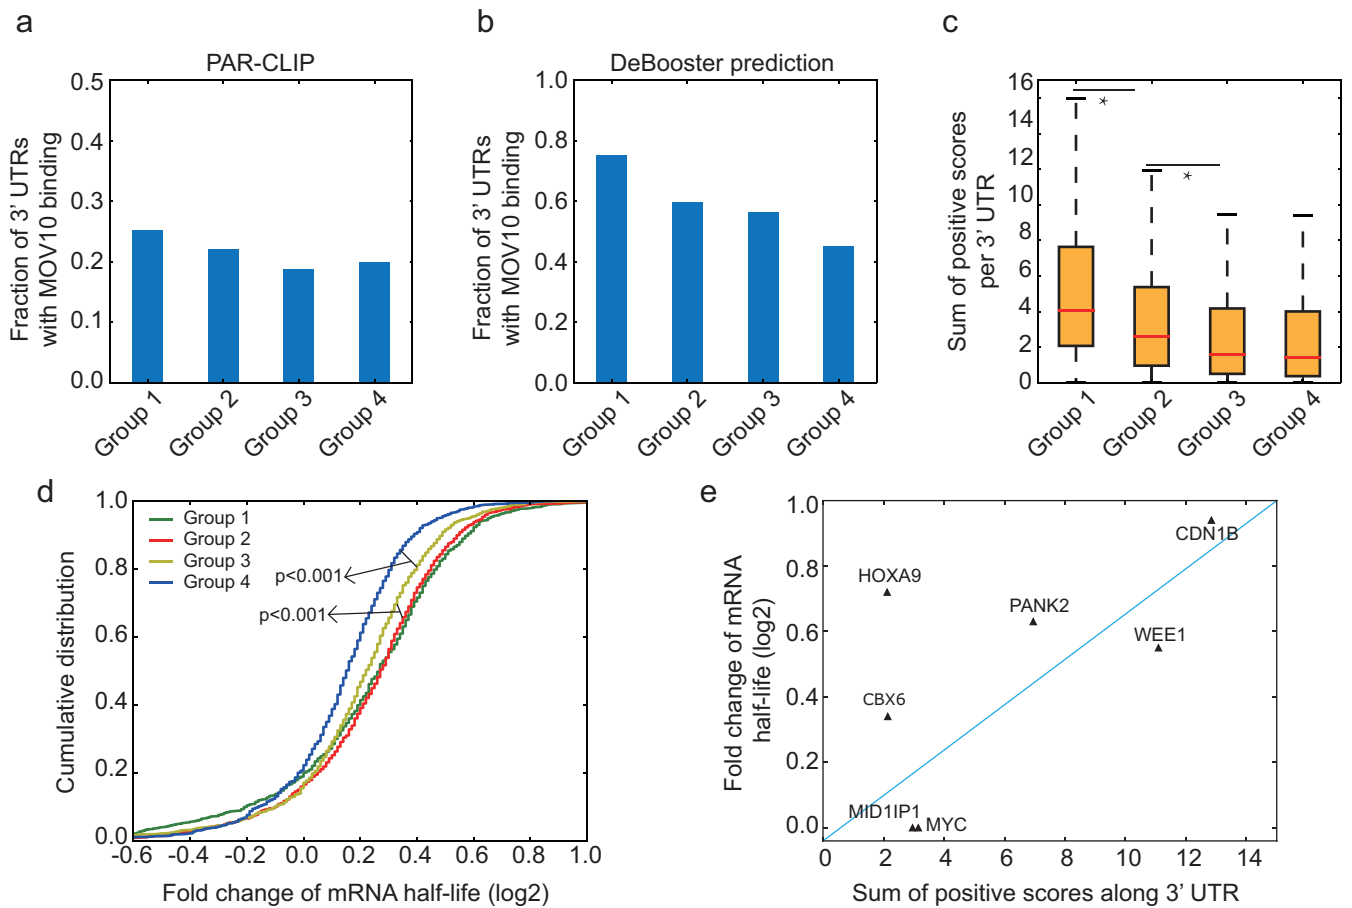 a
PAR-CLIP
Fraction of 3' UTRs
with MOV10 binding
0.5
0.4
0.3
0.2
0.1
0.0
Group 1
Group 2
Group 3
Group 4
b
DeBooster prediction
Fraction of 3' UTRs
with MOV10 binding
1.0
0.8
0.6
0.4
0.2
0.0
Group 1
Group 2
Group 3
Group 4
c
Sum of positive scores
per 3' UTR
16
14
12
10
8
6
4
2
0
*
*
Group 1
Group 2
Group 3
Group 4
d
Cumulative distribution
1.0
0.8
0.6
0.4
0.2
0.0
Group 1
Group 2
Group 3
Group 4
p<0.001
p<0.001
-0.6
-0.4
-0.2
0.0
0.2
0.4
0.6
0.8
1.0
Fold change of mRNA half-life (log2)
e
Fold change of mRNA
half-life (log2)
1.0
0.8
0.6
0.4
0.2
0.0
CDN1B
HOXA9
PANK2
WEE1
CBX6
MID1IP1
MYC
0
2
4
6
8
10
12
14
Sum of positive scores along 3' UTR